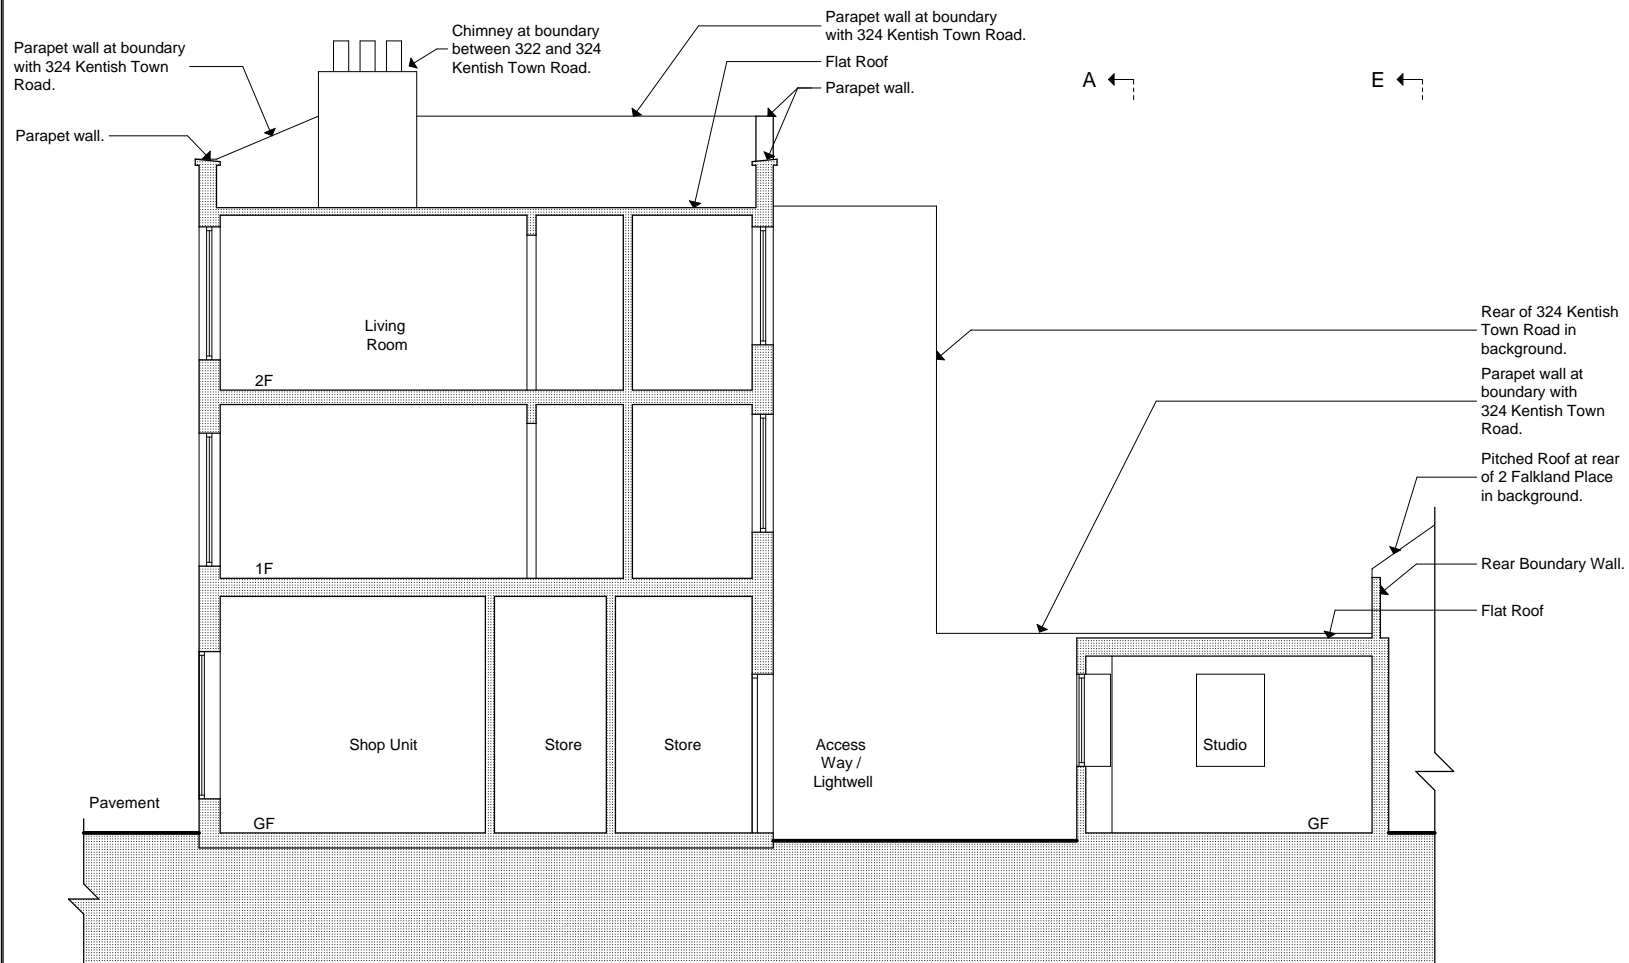 Parapet wall at boundary
with 324 Kentish Town
Road.
Chimney at boundary
between 322 and 324
Kentish Town Road.
Parapet wall at boundary
with 324 Kentish Town Road.
Flat Roof
Parapet wall.
A
E
Parapet wall.
Living
Room
2F
Rear of 324 Kentish
Town Road in
background.
Parapet wall at
boundary with
324 Kentish Town
Road.
Pitched Roof at rear
of 2 Falkland Place
in background.
Rear Boundary Wall.
Flat Roof
1F
Shop Unit
Store
Store
Access
Way /
Lightwell
Studio
Pavement
GF
GF